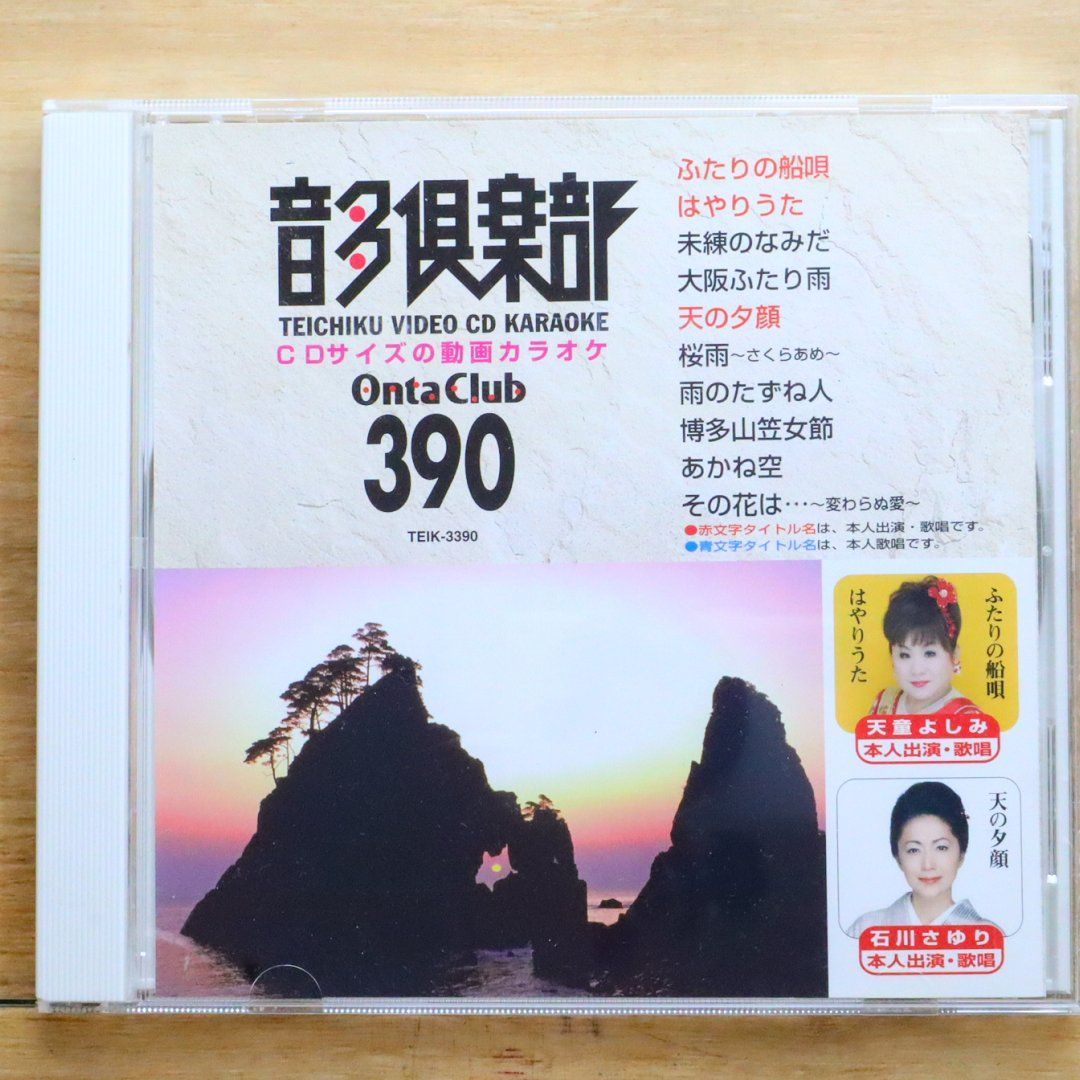 音多倶楽部
TEICHIKU VIDEO CD KARAOKE
CDサイズの動画カラオケ
Onta Club
390
TEIK-3390
ふたりの船唄
はやりうた
未練のなみだ
大阪ふたり雨
天の夕顔
桜雨～さくらあめ～
雨のたずね人
博多山笠女節
あかね空
その花は…～変わらぬ愛～
●赤文字タイトル名は、本人出演・歌唱です。
●青文字タイトル名は、本人歌唱です。
ふたりの船唄
はやりうた
天童よしみ
本人出演・歌唱
天の夕顔
石川さゆり
本人出演・歌唱